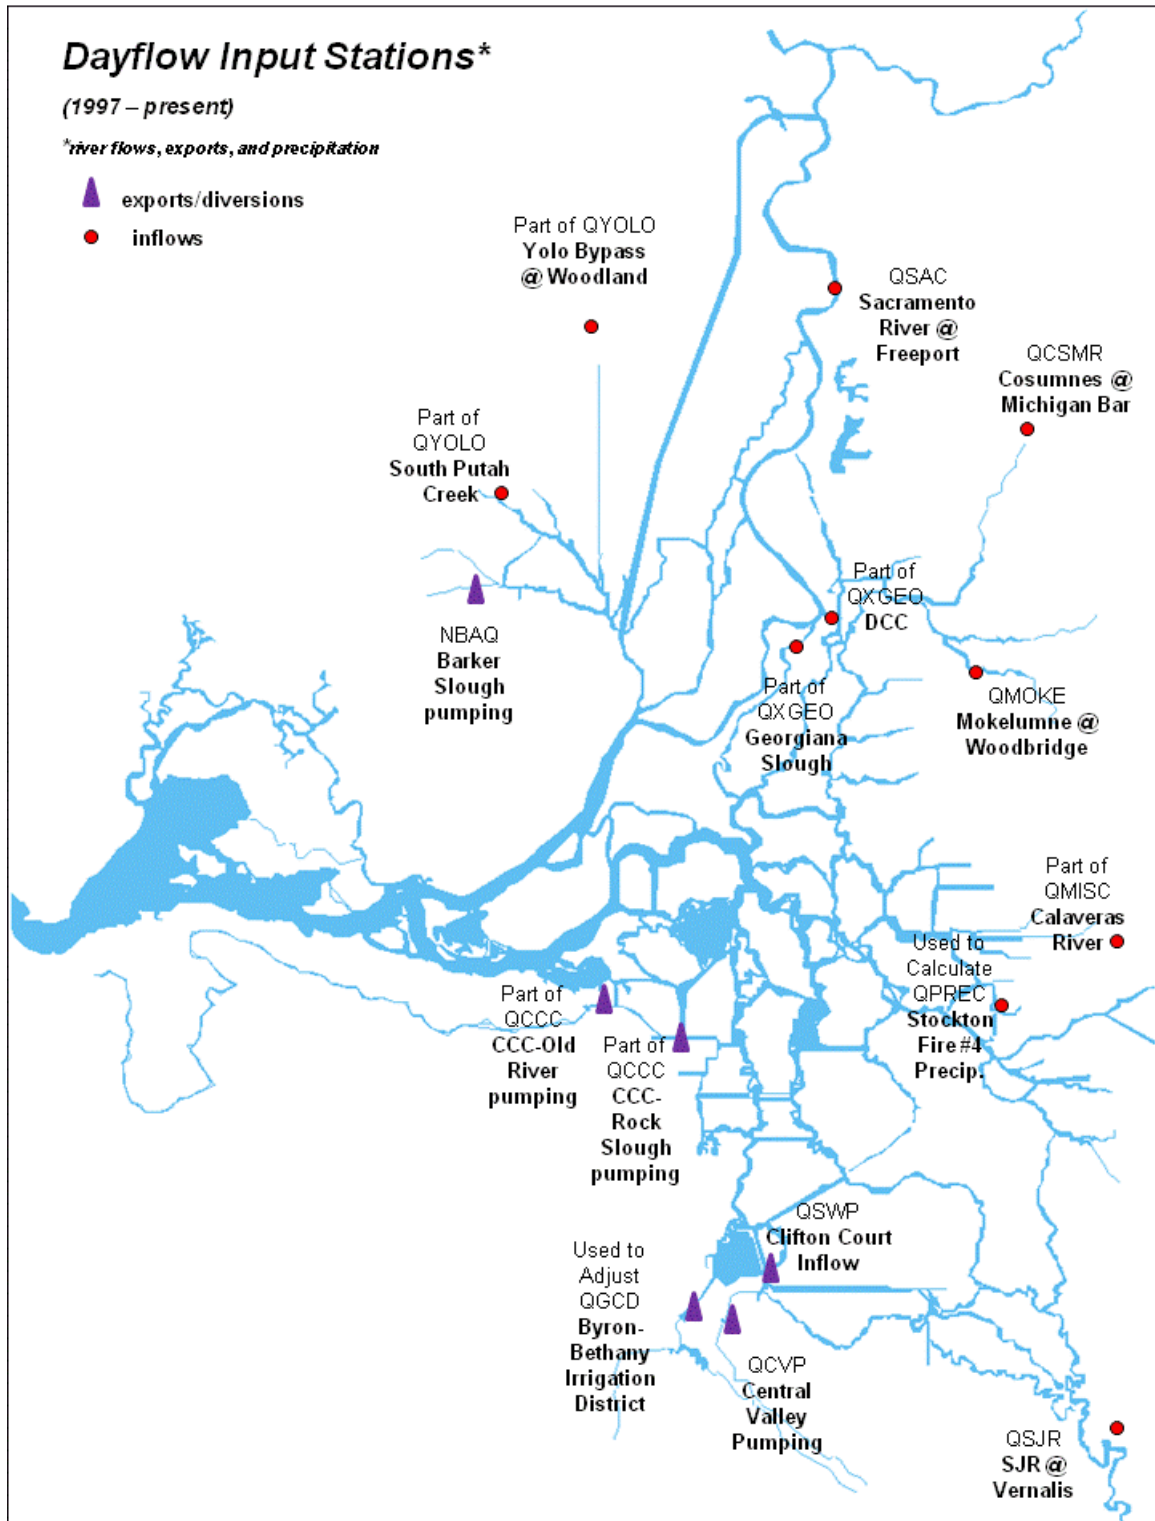 Dayflow Input Stations*
(1997 – present)
*river flows, exports, and precipitation
exports/diversions
inflows
Part of QYOLO
Yolo Bypass
@ Woodland
QSAC
Sacramento
River @
Freeport
QCSMR
Cosumnes @
Michigan Bar
Part of
QYOLO
South Putah
Creek
Part of
QXGEO
DCC
NBAQ
Barker
Slough
pumping
Part of
QXGEO
Georgiana
Slough
QMOKE
Mokelumne @
Woodbridge
Part of
QMISC
Calaveras
River
Used to
Calculate
QPREC
Stockton
Fire #4
Precip.
Part of
QCCC
CCC-Old
River
pumping
Part of
QCCC
CCC-
Rock
Slough
pumping
QSWP
Clifton Court
Inflow
Used to
Adjust
QGCD
Byron-
Bethany
Irrigation
District
QCVP
Central
Valley
Pumping
QSJR
SJR @
Vernalis